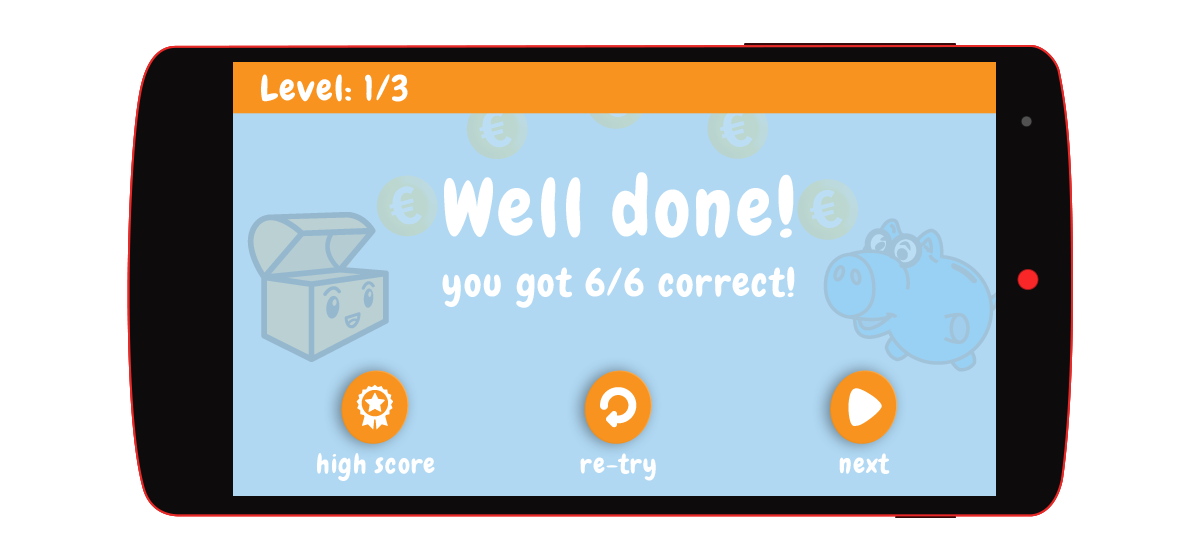 Level: 1/3
€ €
€ Well done! €
you got 6/6 correct!
high score re-try next